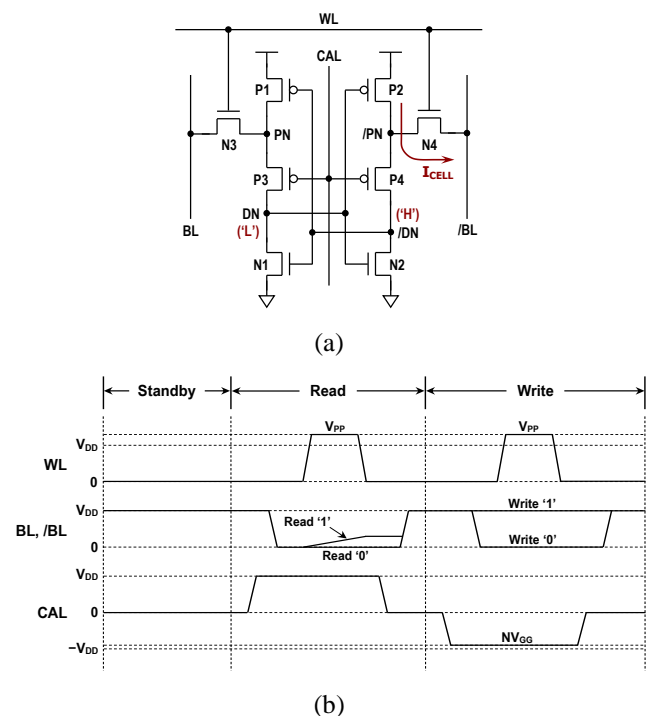 WL
CAL
P1
P2
N3
PN
/PN
N4
I_CELL
P3
P4
DN
('L')
('H')
/DN
BL
/BL
N1
N2
(a)
Standby
Read
Write
V_PP
V_PP
V_DD
WL
0
V_DD
Write '1'
BL, /BL
Read '1'
0
Read '0'
Write '0'
V_DD
CAL
0
−V_DD
NV_GG
(b)